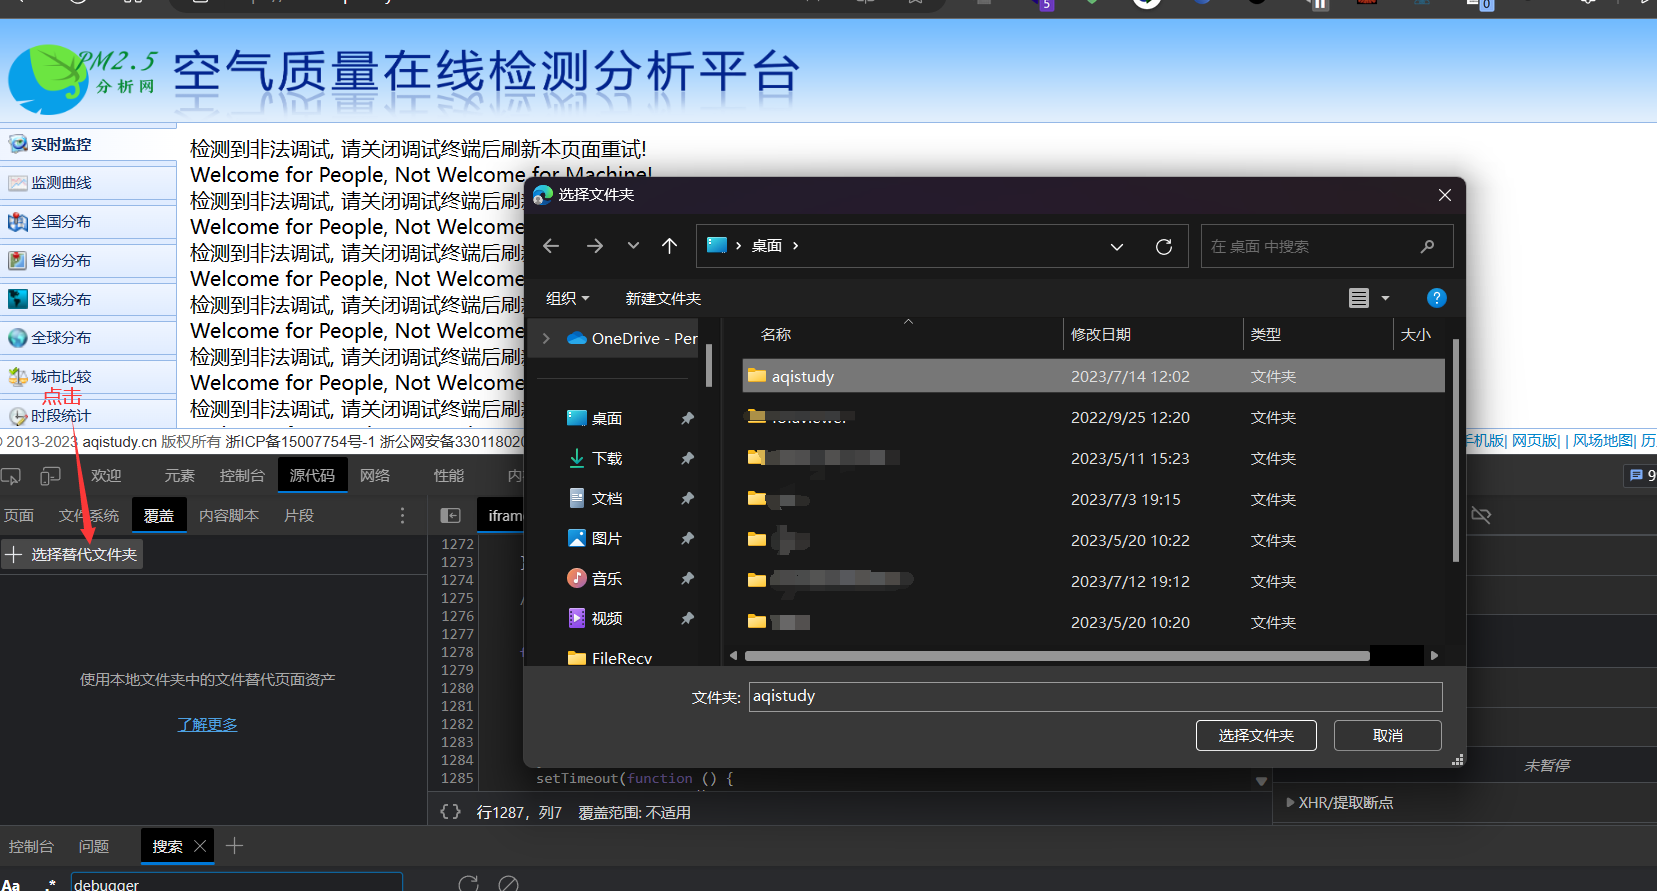 5
0
PM2.5
分析网
空气质量在线检测分析平台
实时监控
监测曲线
全国分布
省份分布
区域分布
全球分布
城市比较
点击
时段统计
检测到非法调试, 请关闭调试终端后刷新本页面重试!
Welcome for People, Not Welcome for Machine!
检测到非法调试, 请关闭调试终端后刷
Welcome for People, Not Welcome
检测到非法调试, 请关闭调试终端后刷
Welcome for People, Not Welcome
检测到非法调试, 请关闭调试终端后刷
Welcome for People, Not Welcome
检测到非法调试, 请关闭调试终端后刷
Welcome for People, Not Welcome
检测到非法调试, 请关闭调试终端后刷
© 2013-2023 aqistudy.cn 版权所有 浙ICP备15007754号-1 浙公网安备33011802
手机版| 网页版| | 风场地图| 历
选择文件夹
桌面
在 桌面 中搜索
组织
新建文件夹
OneDrive - Per
桌面
下载
文档
图片
音乐
视频
FileRecv
名称
修改日期
类型
大小
aqistudy
2023/7/14 12:02
文件夹
2022/9/25 12:20
文件夹
2023/5/11 15:23
文件夹
2023/7/3 19:15
文件夹
2023/5/20 10:22
文件夹
2023/7/12 19:12
文件夹
2023/5/20 10:20
文件夹
文件夹:
aqistudy
选择文件夹
取消
欢迎
元素
控制台
源代码
网络
性能
内
9
页面
文件系统
覆盖
内容脚本
片段
ifram
选择替代文件夹
使用本地文件夹中的文件替代页面资产
了解更多
1272
1273
1274
1275
1276
1277
1278
1279
1280
1281
1282
1283
1284
1285
setTimeout(function () {
{} 行1287，列7
覆盖范围: 不适用
未暂停
XHR/提取断点
控制台
问题
搜索
Aa
.*
debugger